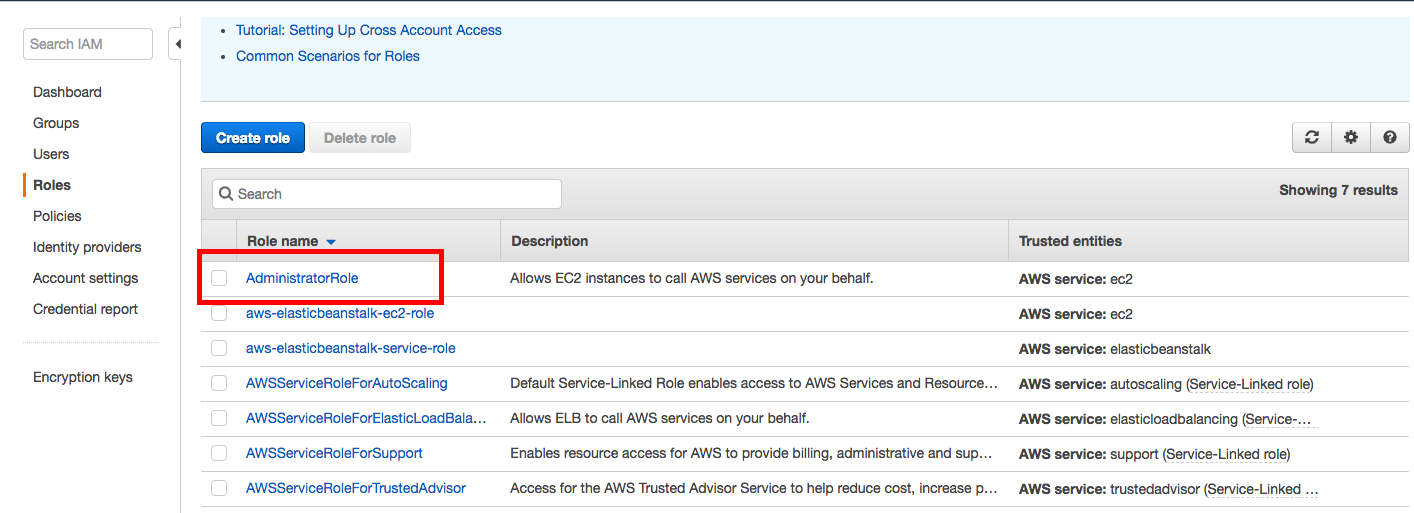 Search IAM
Dashboard
Groups
Users
Roles
Policies
Identity providers
Account settings
Credential report
Encryption keys
Tutorial: Setting Up Cross Account Access
Common Scenarios for Roles
Create role Delete role
Search
Showing 7 results
Role name Description Trusted entities
AdministratorRole Allows EC2 instances to call AWS services on your behalf. AWS service: ec2
aws-elasticbeanstalk-ec2-role AWS service: ec2
aws-elasticbeanstalk-service-role AWS service: elasticbeanstalk
AWSServiceRoleForAutoScaling Default Service-Linked Role enables access to AWS Services and Resource… AWS service: autoscaling (Service-Linked role)
AWSServiceRoleForElasticLoadBala… Allows ELB to call AWS services on your behalf. AWS service: elasticloadbalancing (Service-…
AWSServiceRoleForSupport Enables resource access for AWS to provide billing, administrative and sup… AWS service: support (Service-Linked role)
AWSServiceRoleForTrustedAdvisor Access for the AWS Trusted Advisor Service to help reduce cost, increase p… AWS service: trustedadvisor (Service-Linked …